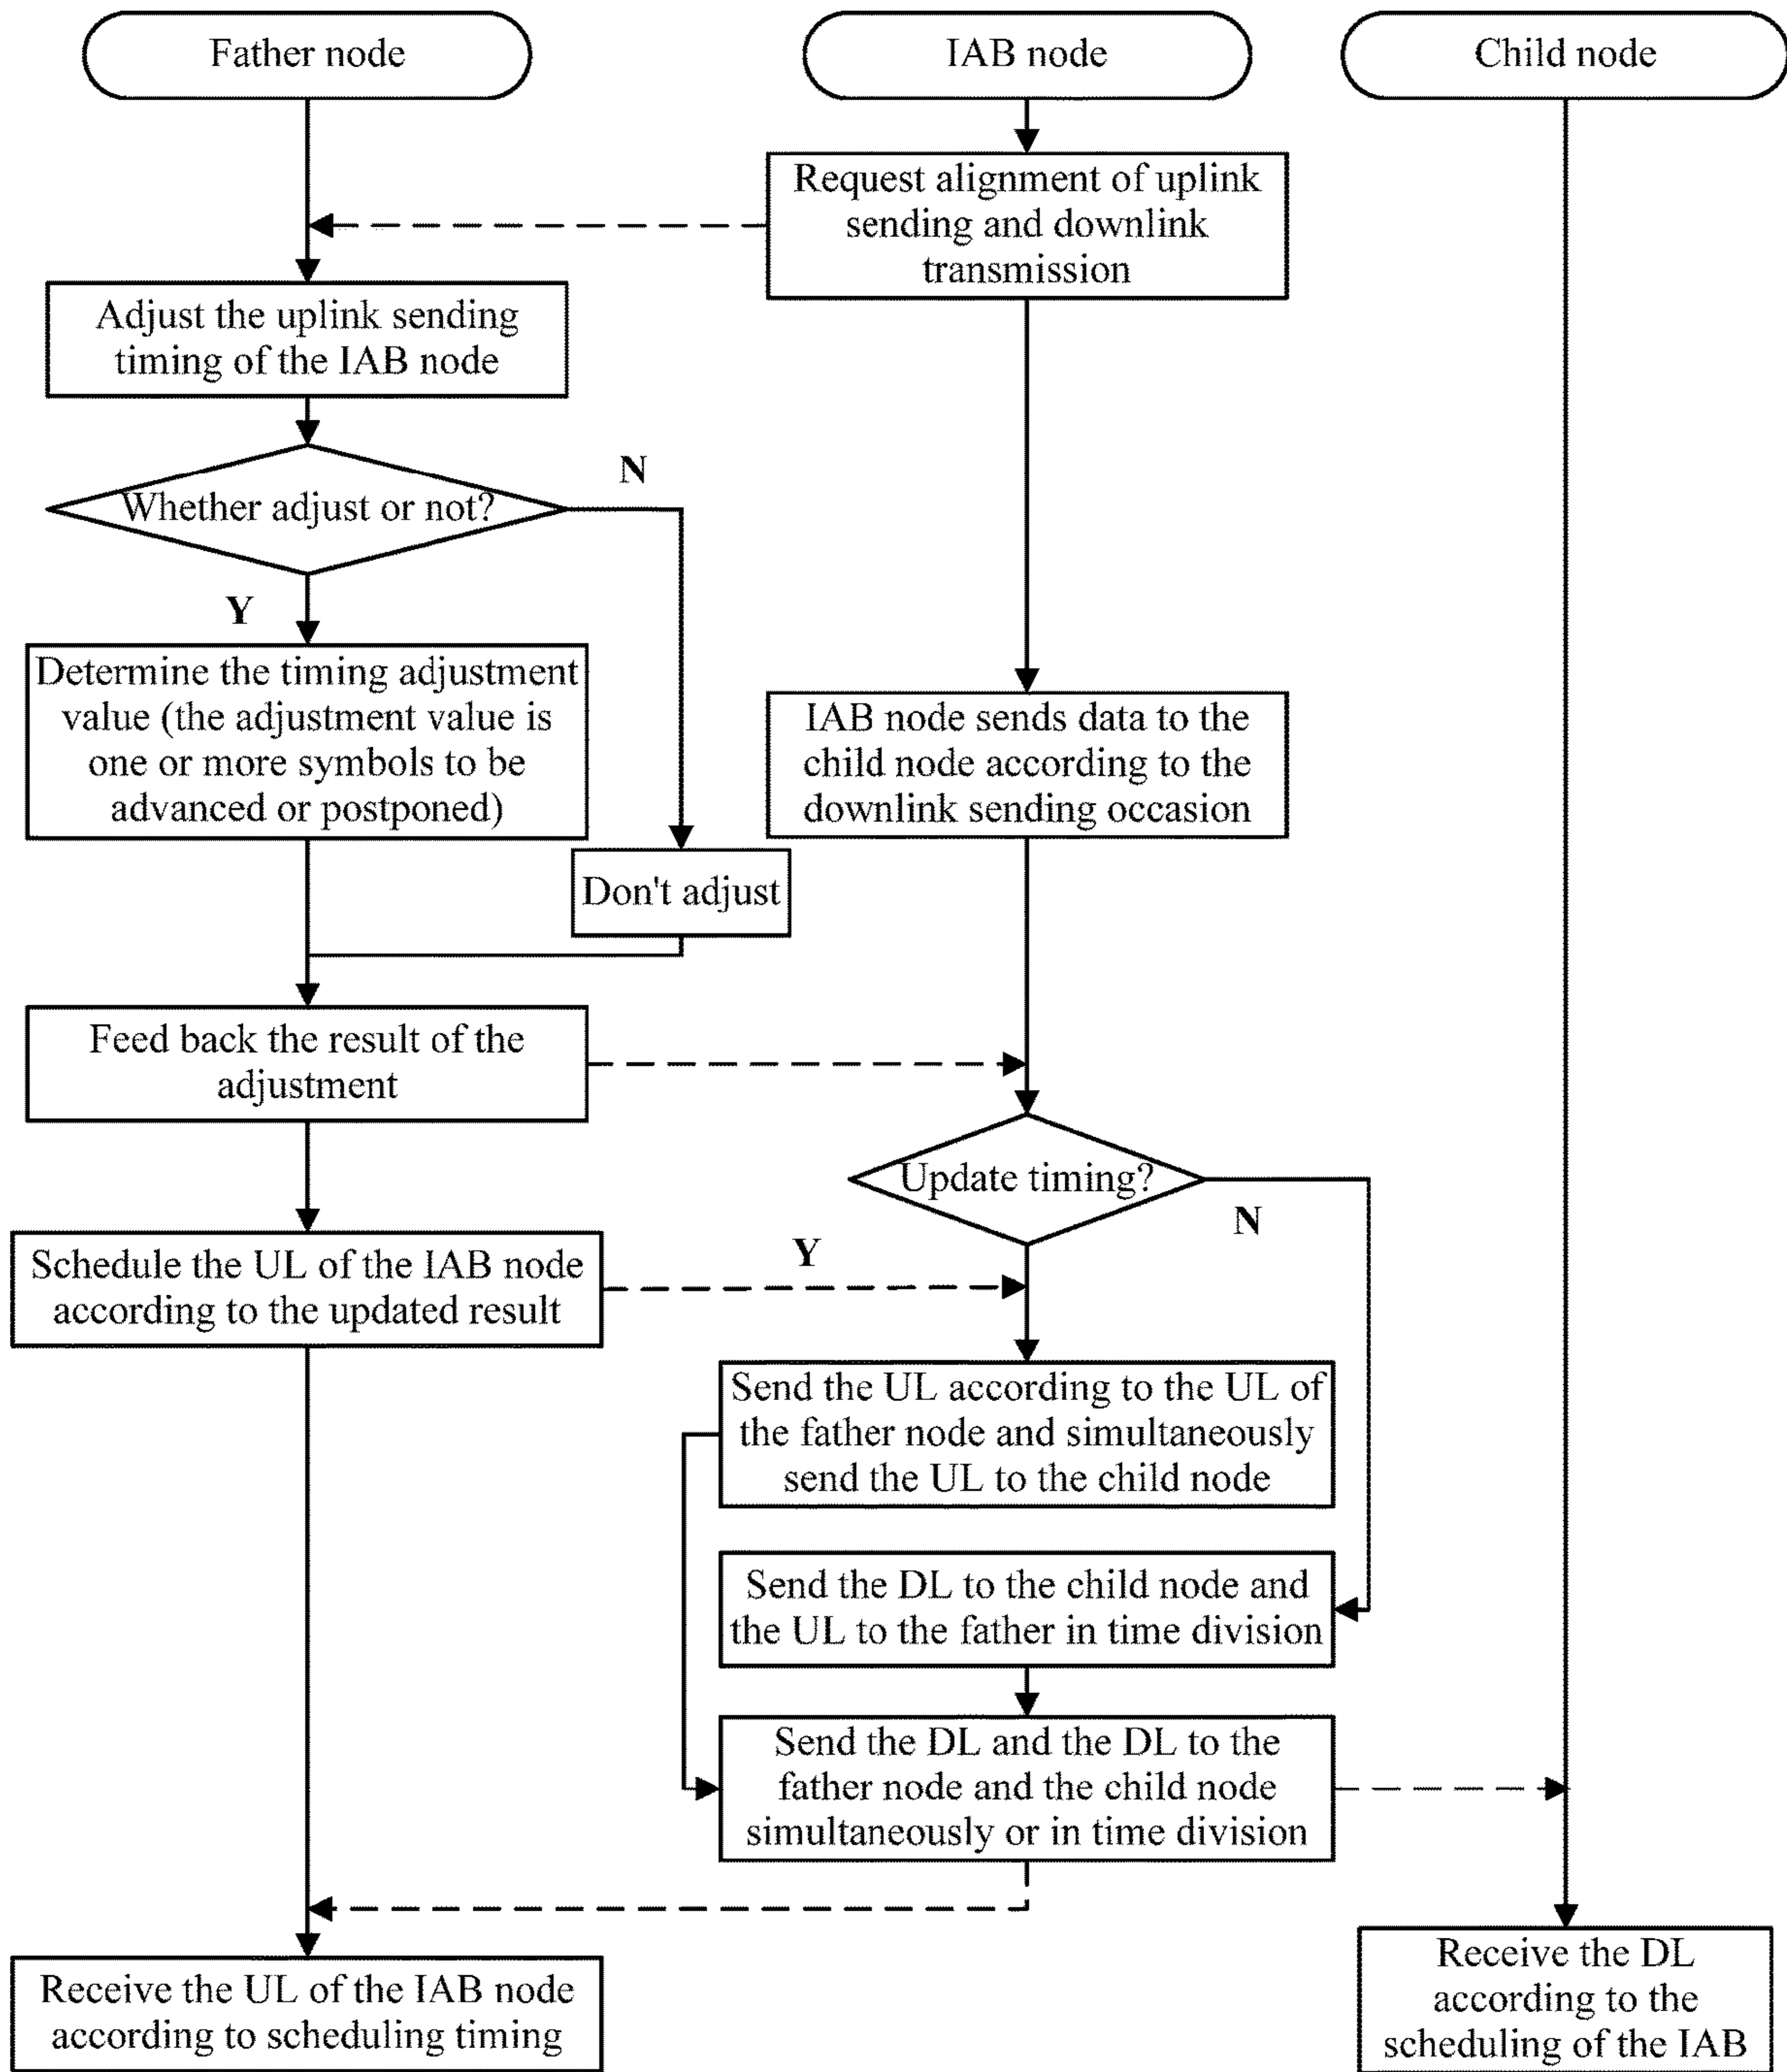 Father node
IAB node
Child node
Request alignment of uplink
sending and downlink
transmission
Adjust the uplink sending
timing of the IAB node
Whether adjust or not?
N
Y
Determine the timing adjustment
value (the adjustment value is
one or more symbols to be
advanced or postponed)
IAB node sends data to the
child node according to the
downlink sending occasion
Don't adjust
Feed back the result of the
adjustment
Update timing?
N
Y
Schedule the UL of the IAB node
according to the updated result
Send the UL according to the UL of
the father node and simultaneously
send the UL to the child node
Send the DL to the child node and
the UL to the father in time division
Send the DL and the DL to the
father node and the child node
simultaneously or in time division
Receive the UL of the IAB node
according to scheduling timing
Receive the DL
according to the
scheduling of the IAB